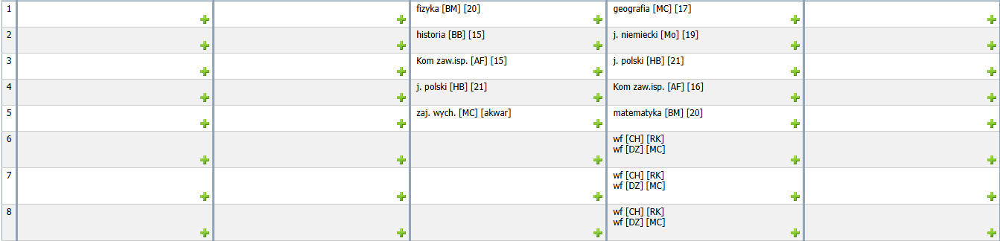 1
fizyka [BM] [20]
geografia [MC] [17]
2
historia [BB] [15]
j. niemiecki [Mo] [19]
3
Kom zaw.isp. [AF] [15]
j. polski [HB] [21]
4
j. polski [HB] [21]
Kom zaw.isp. [AF] [16]
5
zaj. wych. [MC] [akwar]
matematyka [BM] [20]
6
wf [CH] [RK]
wf [DZ] [MC]
7
wf [CH] [RK]
wf [DZ] [MC]
8
wf [CH] [RK]
wf [DZ] [MC]